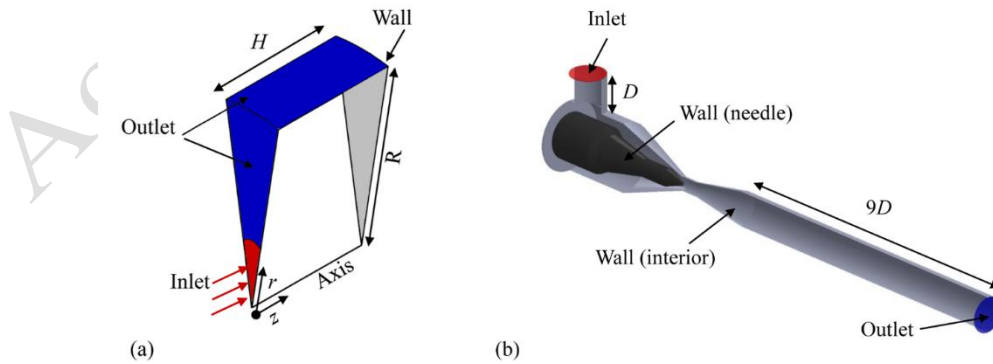 Inlet
Wall
H
D
Wall (needle)
Outlet
R
9D
Wall (interior)
Inlet
r
Axis
z
Outlet
(a)
(b)